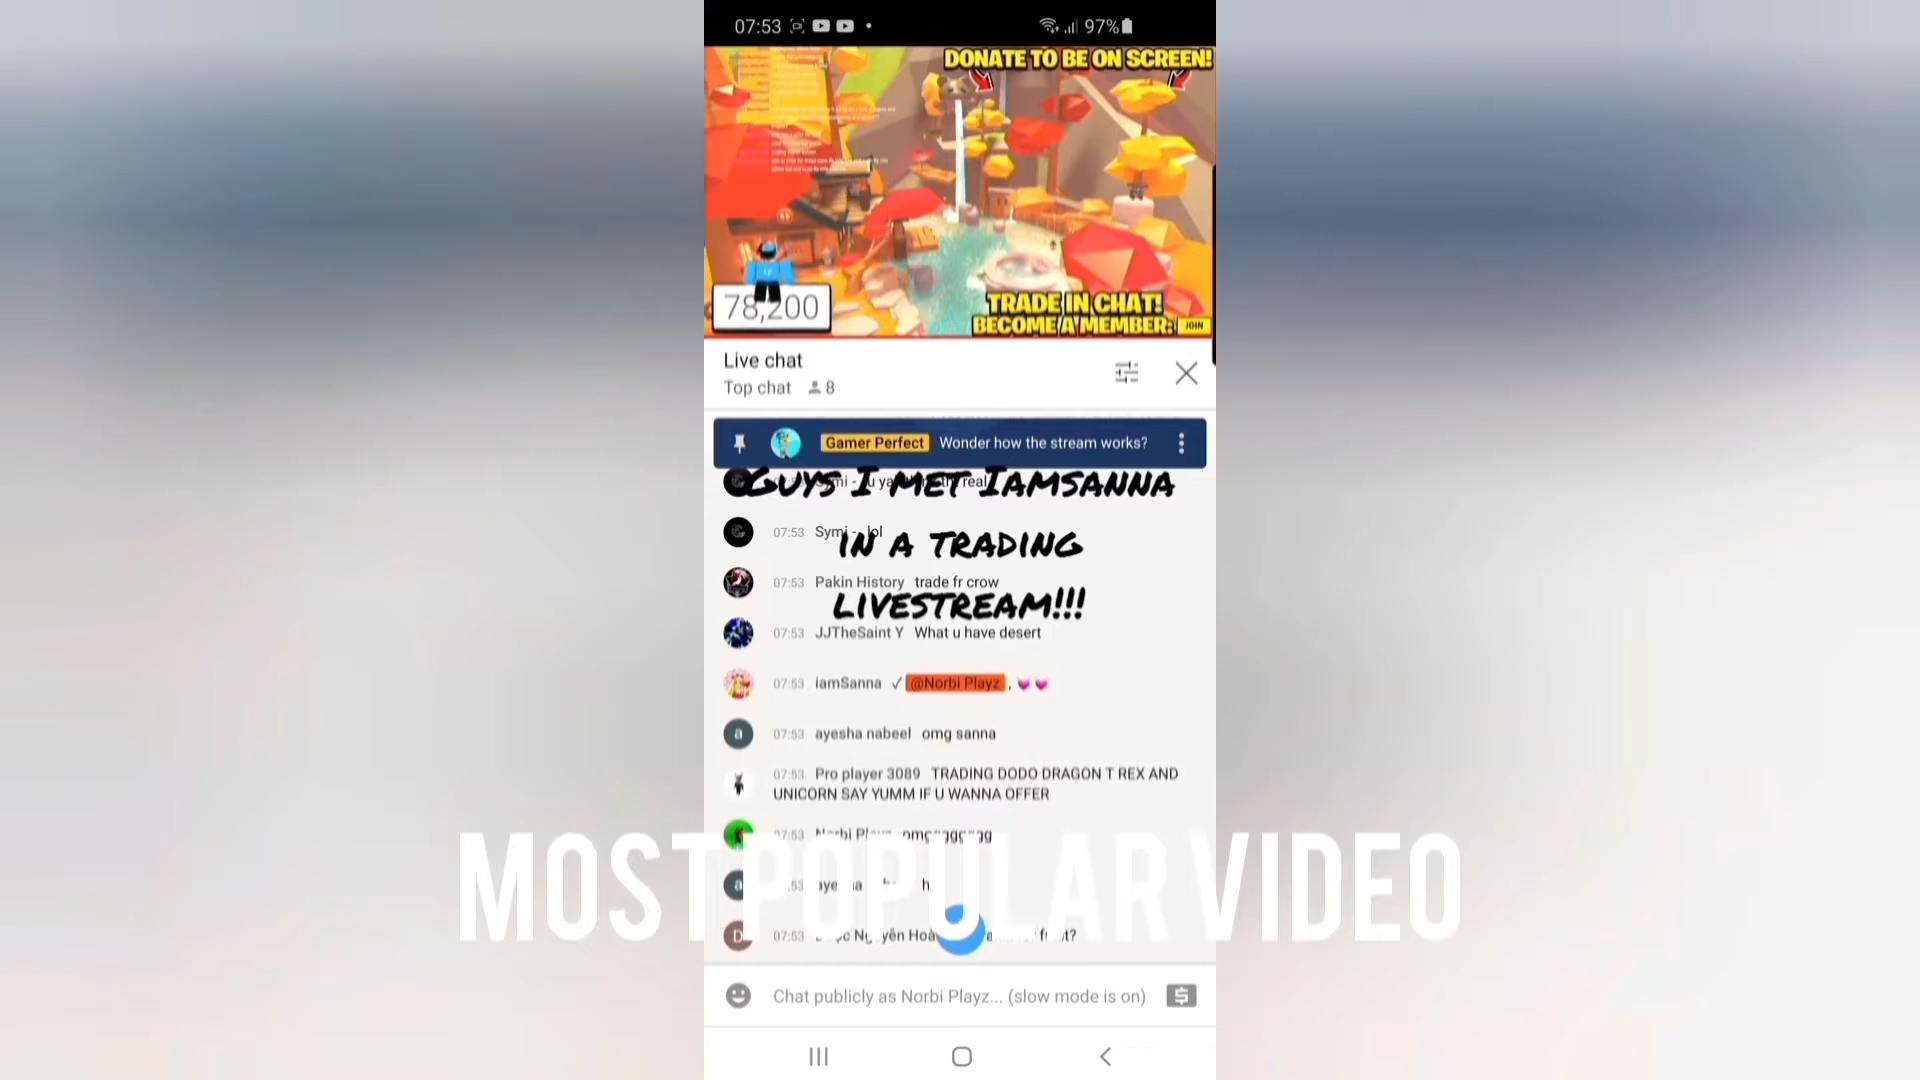 07:53
97%
DONATE TO BE ON SCREEN!
78,200
TRADE IN CHAT!
BECOME A MEMBER:
JOIN
Live chat
Top chat 8
Gamer Perfect Wonder how the stream works?
GUYS I MET IAMSANNA
07:53 Symi - lol
IN A TRADING
07:53 Pakin History trade fr crow
LIVESTREAM!!!
07:53 JJTheSaint Y What u have desert
07:53 iamSanna ✓ @Norbi Playz , 💓💓
07:53 ayesha nabeel omg sanna
07:53 Pro player 3089 TRADING DODO DRAGON T REX AND
UNICORN SAY YUMM IF U WANNA OFFER
07:53
MOST POPULAR VIDEO
07:53 Nguyễn
Chat publicly as Norbi Playz... (slow mode is on)